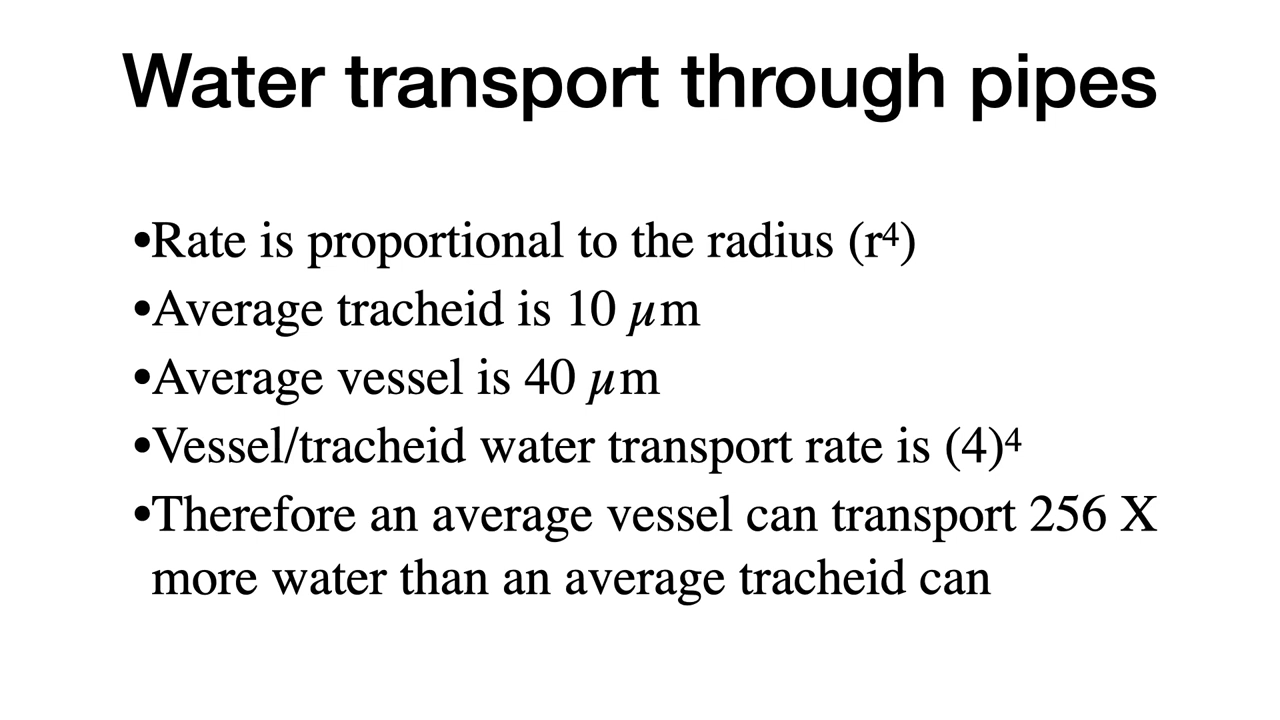 Water transport through pipes
•Rate is proportional to the radius (r⁴)
•Average tracheid is 10 µm
•Average vessel is 40 µm
•Vessel/tracheid water transport rate is (4)⁴
•Therefore an average vessel can transport 256 X
more water than an average tracheid can